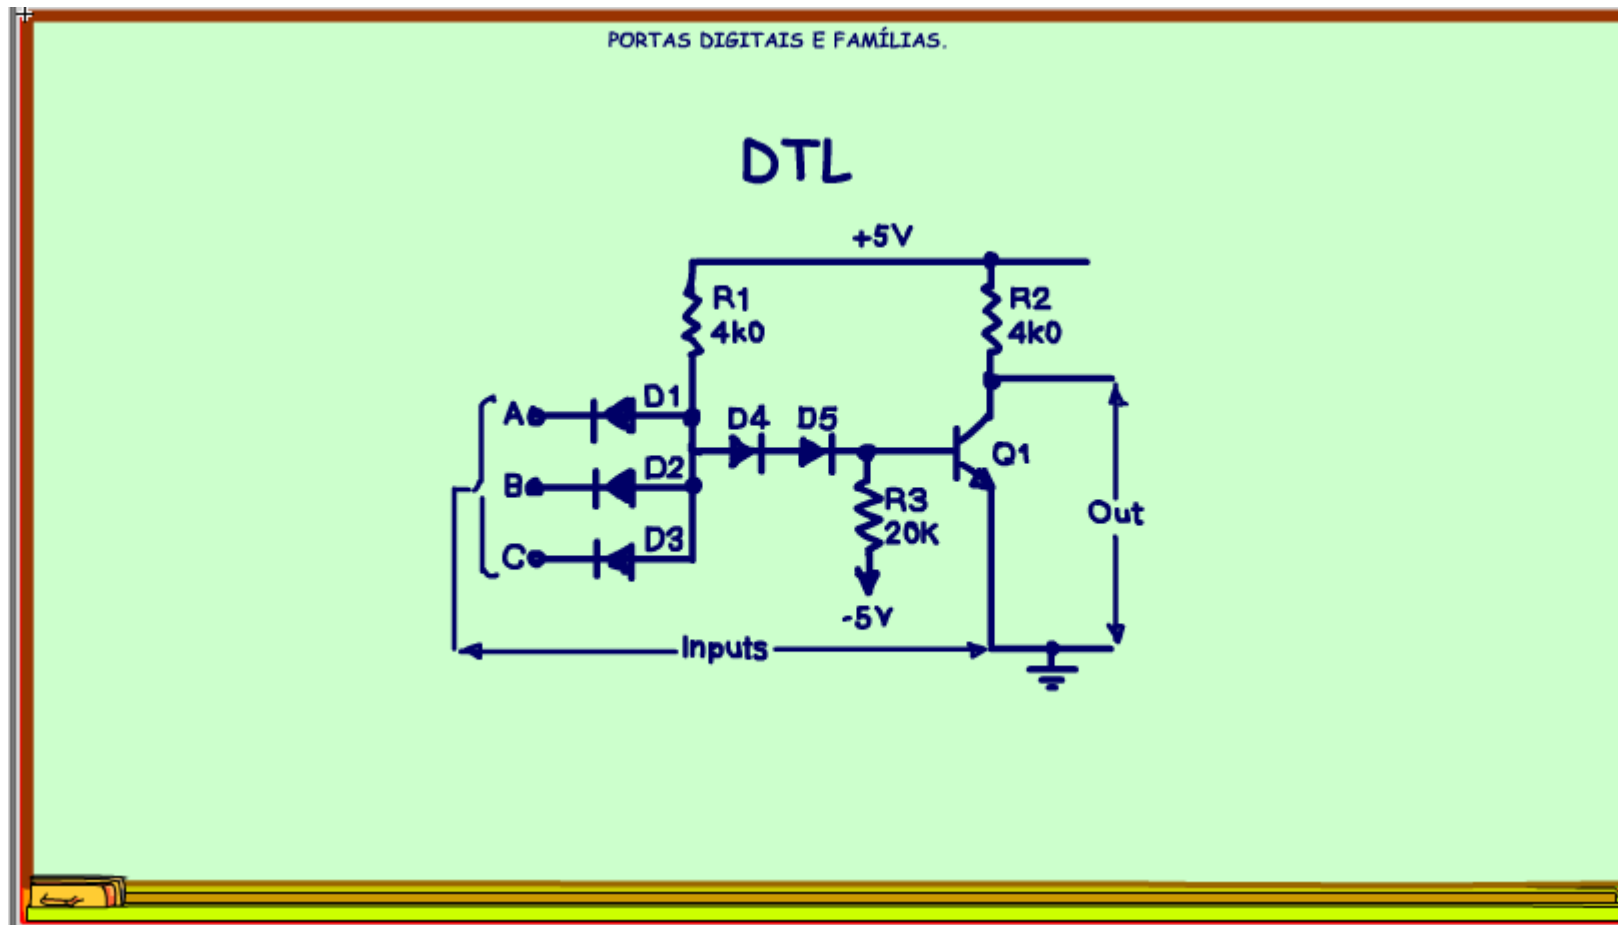 PORTAS DIGITAIS E FAMÍLIAS.
DTL
+5V
R1
4k0
R2
4k0
A
D1
D4
D5
B
D2
Q1
C
D3
R3
20K
Out
-5V
Inputs